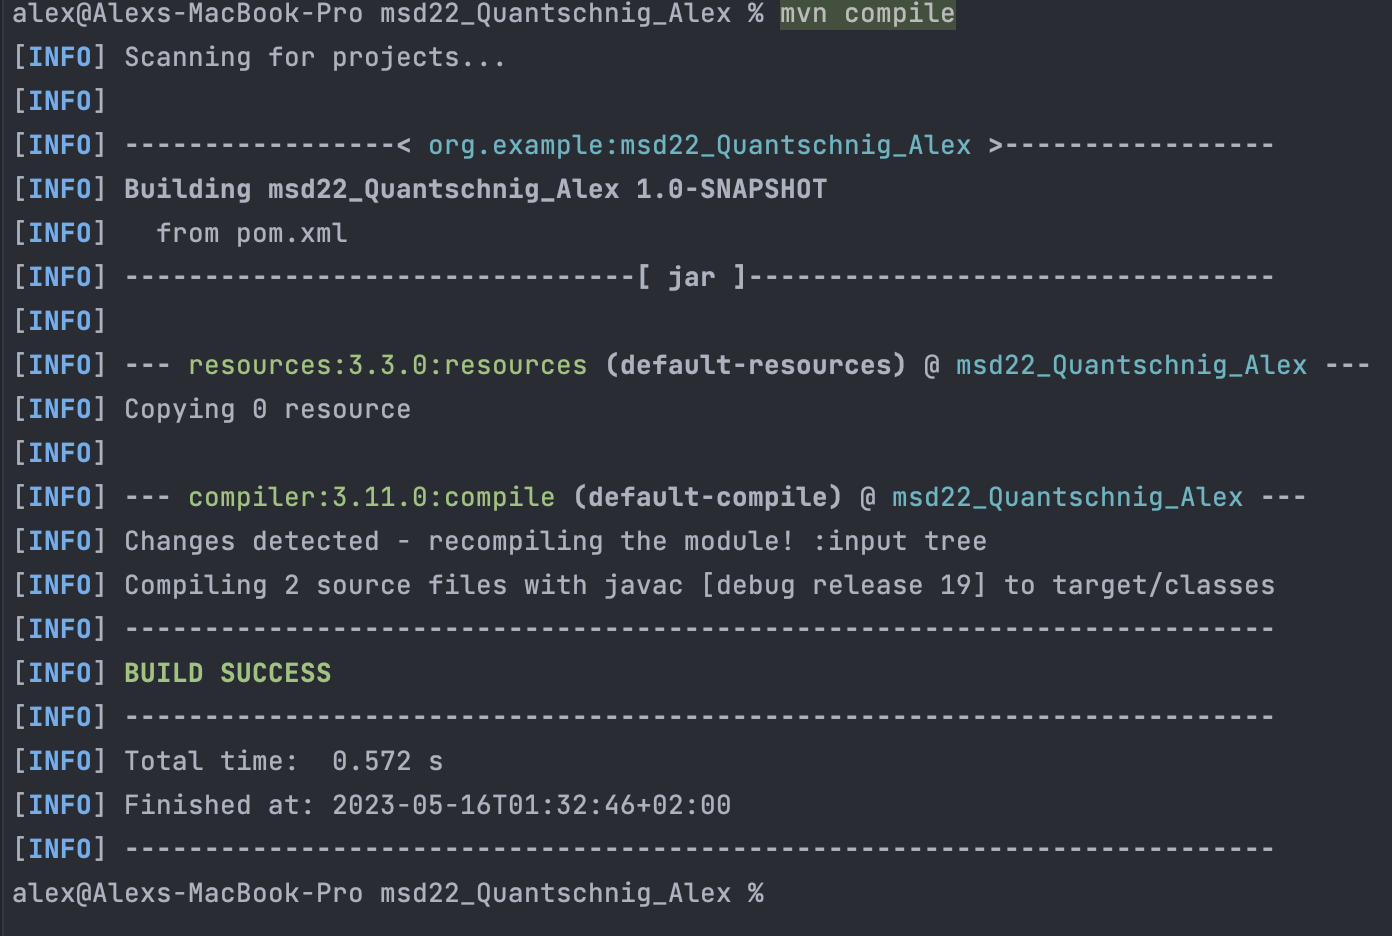 alex@Alexs-MacBook-Pro msd22_Quantschnig_Alex % mvn compile
[INFO] Scanning for projects...
[INFO]
[INFO] -----------------< org.example:msd22_Quantschnig_Alex >-----------------
[INFO] Building msd22_Quantschnig_Alex 1.0-SNAPSHOT
[INFO]   from pom.xml
[INFO] --------------------------------[ jar ]---------------------------------
[INFO]
[INFO] --- resources:3.3.0:resources (default-resources) @ msd22_Quantschnig_Alex ---
[INFO] Copying 0 resource
[INFO]
[INFO] --- compiler:3.11.0:compile (default-compile) @ msd22_Quantschnig_Alex ---
[INFO] Changes detected - recompiling the module! :input tree
[INFO] Compiling 2 source files with javac [debug release 19] to target/classes
[INFO] ------------------------------------------------------------------------
[INFO] BUILD SUCCESS
[INFO] ------------------------------------------------------------------------
[INFO] Total time:  0.572 s
[INFO] Finished at: 2023-05-16T01:32:46+02:00
[INFO] ------------------------------------------------------------------------
alex@Alexs-MacBook-Pro msd22_Quantschnig_Alex %